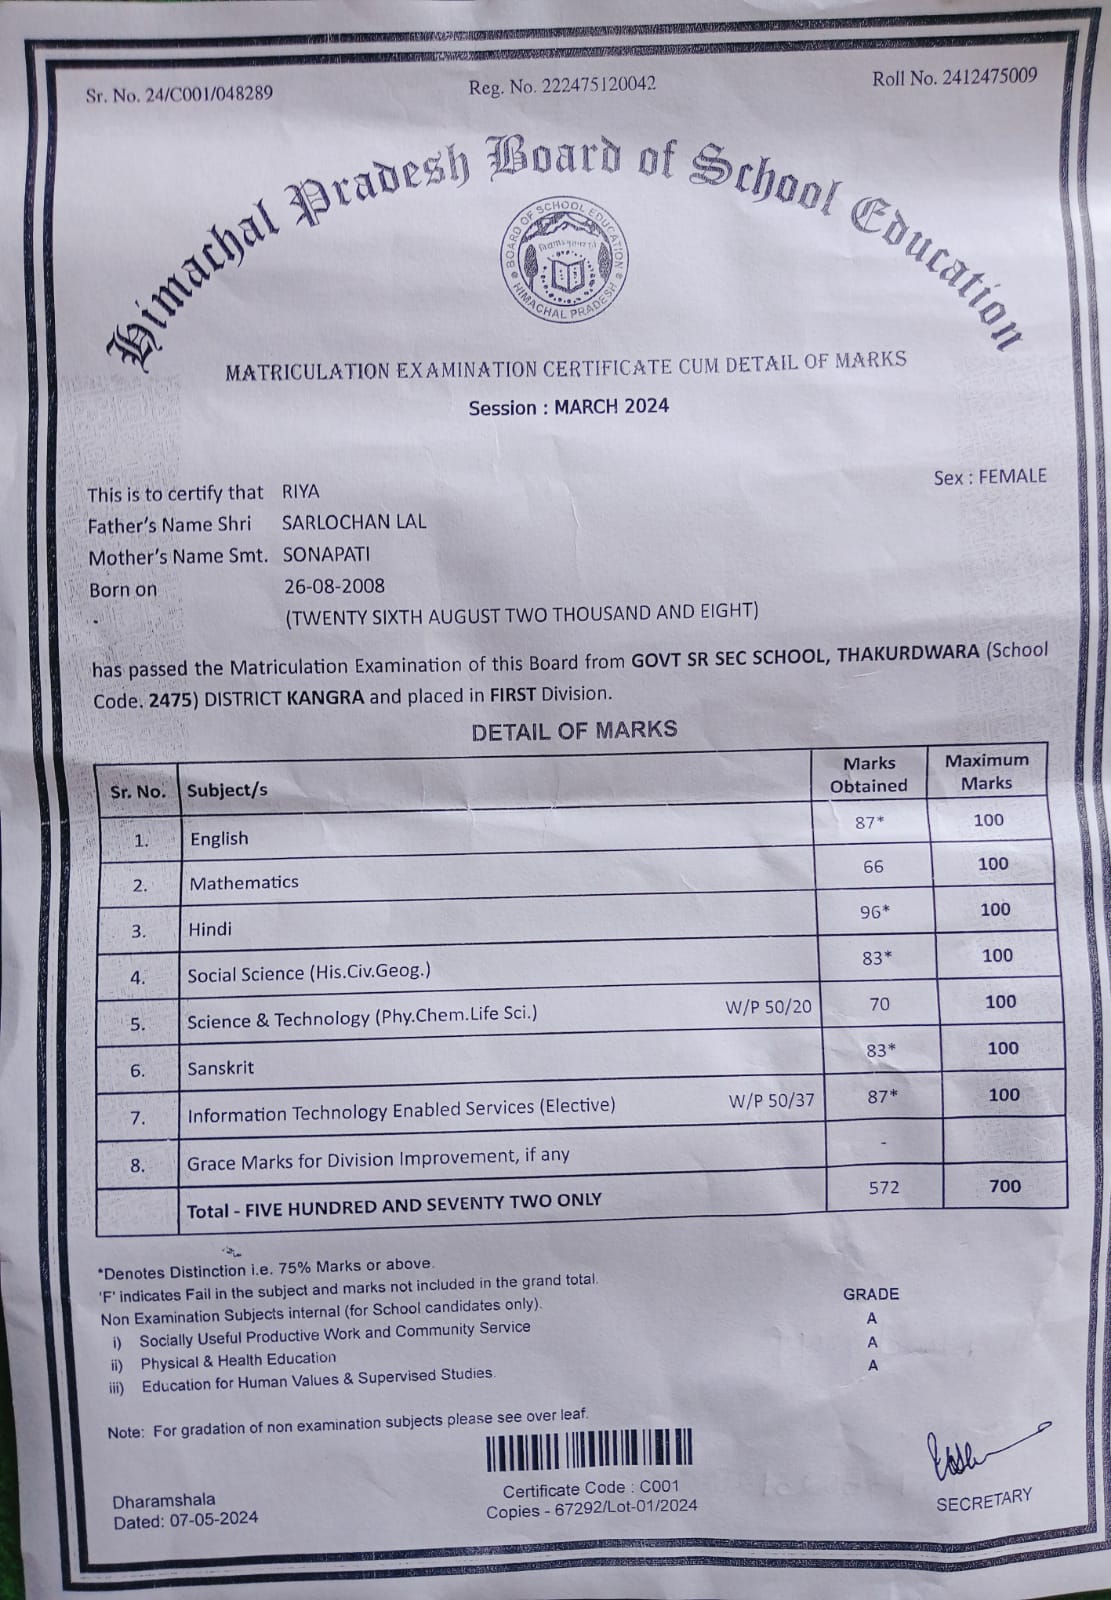 Sr. No. 24/C001/048289 Reg. No. 222475120042 Roll No. 2412475009
Himachal Pradesh Board of School Education
BOARD OF SCHOOL EDUCATION
HIMACHAL PRADESH
MATRICULATION EXAMINATION CERTIFICATE CUM DETAIL OF MARKS
Session : MARCH 2024
Sex : FEMALE
This is to certify that RIYA
Father's Name Shri SARLOCHAN LAL
Mother's Name Smt. SONAPATI
Born on 26-08-2008
(TWENTY SIXTH AUGUST TWO THOUSAND AND EIGHT)
has passed the Matriculation Examination of this Board from GOVT SR SEC SCHOOL, THAKURDWARA (School
Code. 2475) DISTRICT KANGRA and placed in FIRST Division.
DETAIL OF MARKS
Sr. No. Subject/s Marks Obtained Maximum Marks
1. English 87* 100
2. Mathematics 66 100
3. Hindi 96* 100
4. Social Science (His.Civ.Geog.) 83* 100
5. Science & Technology (Phy.Chem.Life Sci.) W/P 50/20 70 100
6. Sanskrit 83* 100
7. Information Technology Enabled Services (Elective) W/P 50/37 87* 100
8. Grace Marks for Division Improvement, if any -
Total - FIVE HUNDRED AND SEVENTY TWO ONLY 572 700
*Denotes Distinction i.e. 75% Marks or above.
'F' indicates Fail in the subject and marks not included in the grand total.
Non Examination Subjects internal (for School candidates only). GRADE
i) Socially Useful Productive Work and Community Service A
ii) Physical & Health Education A
iii) Education for Human Values & Supervised Studies. A
Note: For gradation of non examination subjects please see over leaf.
Certificate Code : C001
Copies - 67292/Lot-01/2024
Dharamshala
Dated: 07-05-2024
SECRETARY